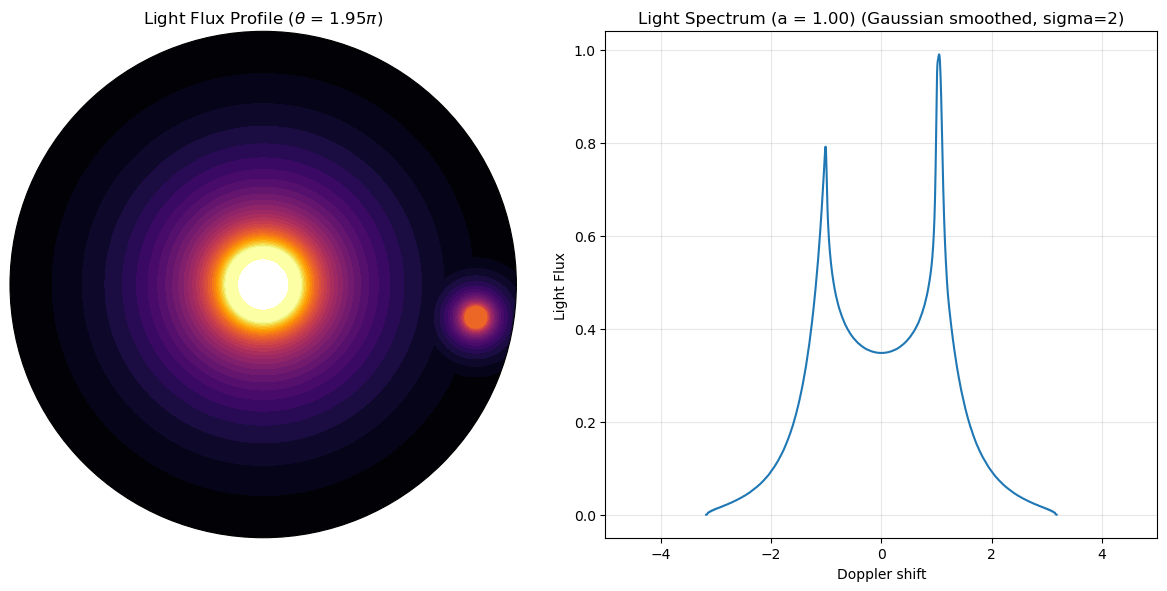 Light Flux Profile (θ = 1.95π)
Light Spectrum (a = 1.00) (Gaussian smoothed, sigma=2)
Light Flux
1.0
0.8
0.6
0.4
0.2
0.0
−4
−2
0
2
4
Doppler shift